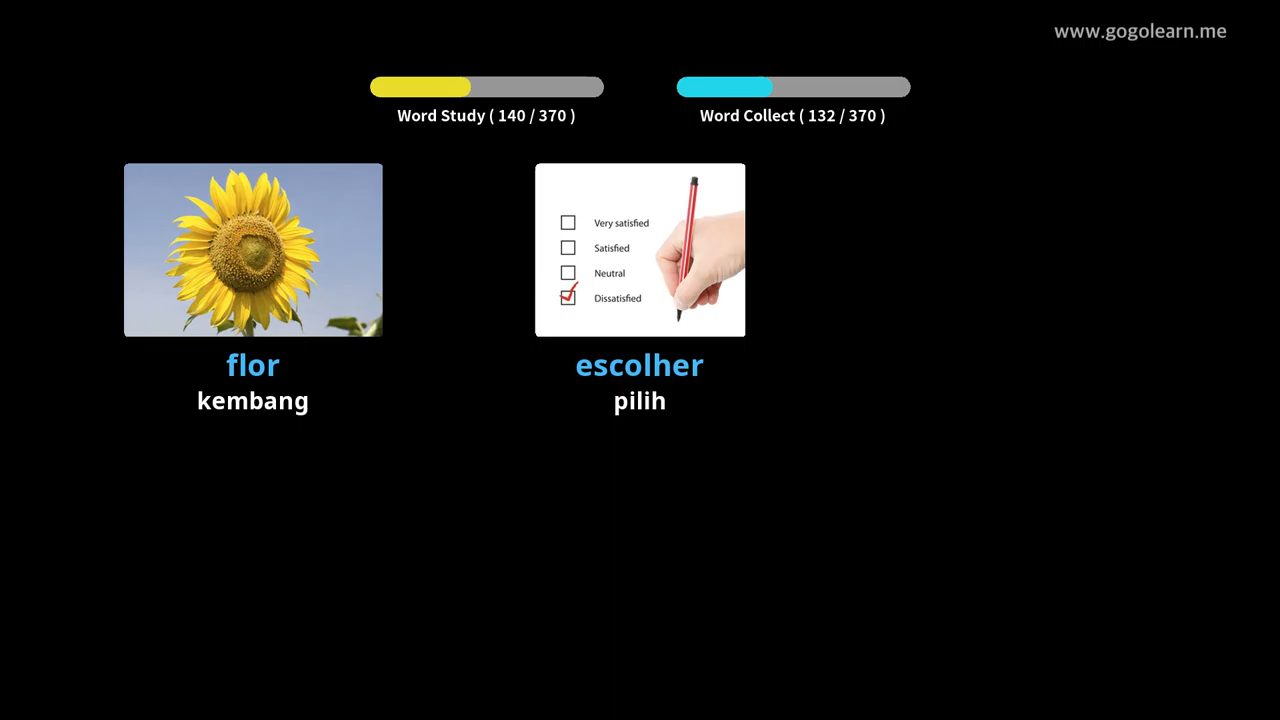 www.gogolearn.me
Word Study ( 140 / 370 )
Word Collect ( 132 / 370 )
Very satisfied
Satisfied
Neutral
Dissatisfied
flor
kembang
escolher
pilih